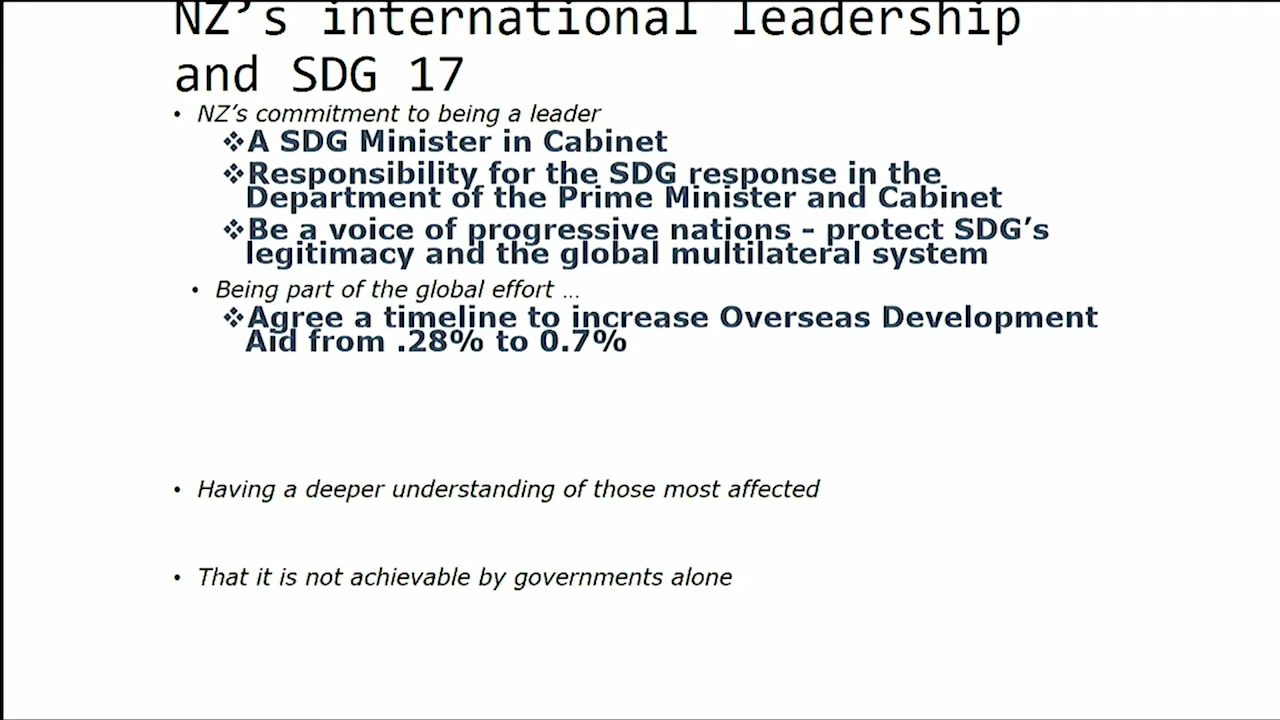 NZ’s international leadership
and SDG 17
• NZ’s commitment to being a leader
❖A SDG Minister in Cabinet
❖Responsibility for the SDG response in the
Department of the Prime Minister and Cabinet
❖Be a voice of progressive nations - protect SDG’s
legitimacy and the global multilateral system
• Being part of the global effort …
❖Agree a timeline to increase Overseas Development
Aid from .28% to 0.7%
• Having a deeper understanding of those most affected
• That it is not achievable by governments alone